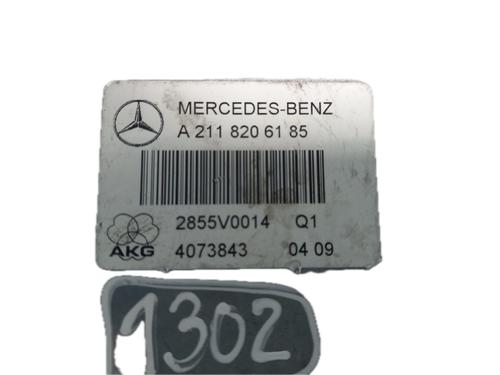 MERCEDES-BENZ
A 211 820 61 85
2855V0014 Q1
AKG 4073843 04 09
1302